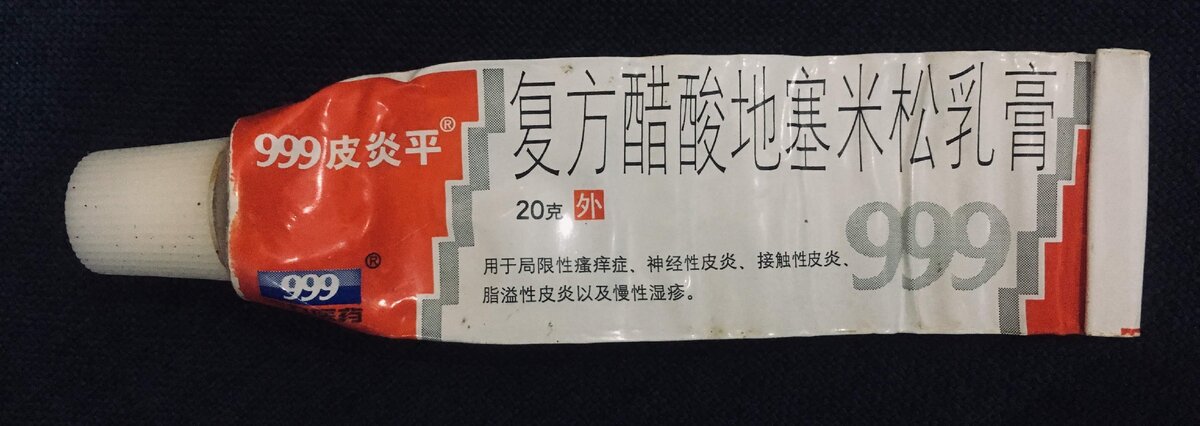 999皮炎平®
复方醋酸地塞米松乳膏
20克 外
用于局限性瘙痒症、神经性皮炎、接触性皮炎、
脂溢性皮炎以及慢性湿疹。
999
999®
医药